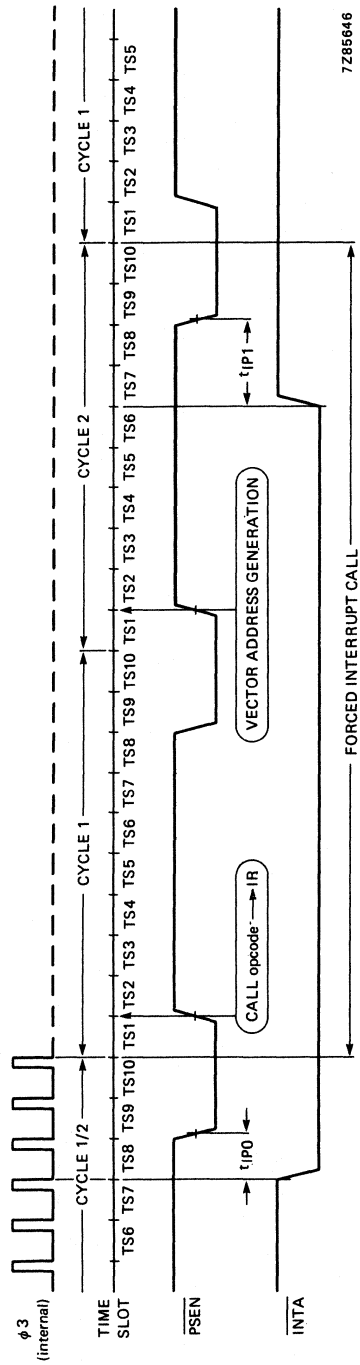 φ3
(internal)
CYCLE 1/2
CYCLE 1
CYCLE 2
CYCLE 1
TIME
SLOT
TS6 TS7 TS8 TS9 TS10 TS1 TS2 TS3 TS4 TS5 TS6 TS7 TS8 TS9 TS10 TS1 TS2 TS3 TS4 TS5 TS6 TS7 TS8 TS9 TS10 TS1 TS2 TS3 TS4 TS5
PSEN
tIP0
CALL opcode → IR
VECTOR ADDRESS GENERATION
tIP1
INTA
FORCED INTERRUPT CALL
7Z85646